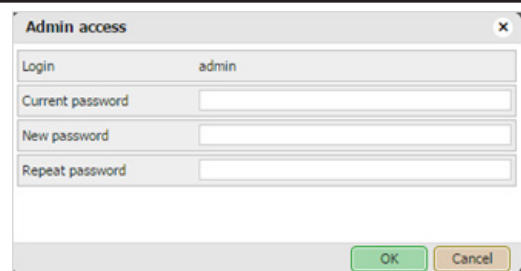 Admin access
Login admin
Current password
New password
Repeat password
OK Cancel